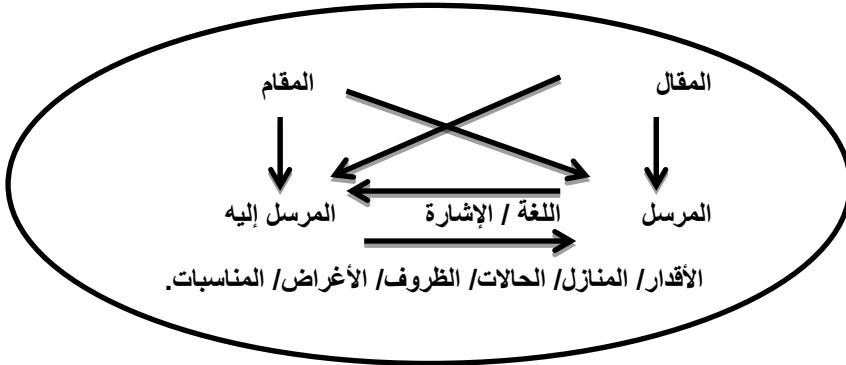 المقال المقام
المرسل اللغة / الإشارة المرسل إليه
الأقدار/ المنازل/ الحالات/ الظروف/ الأغراض/ المناسبات.